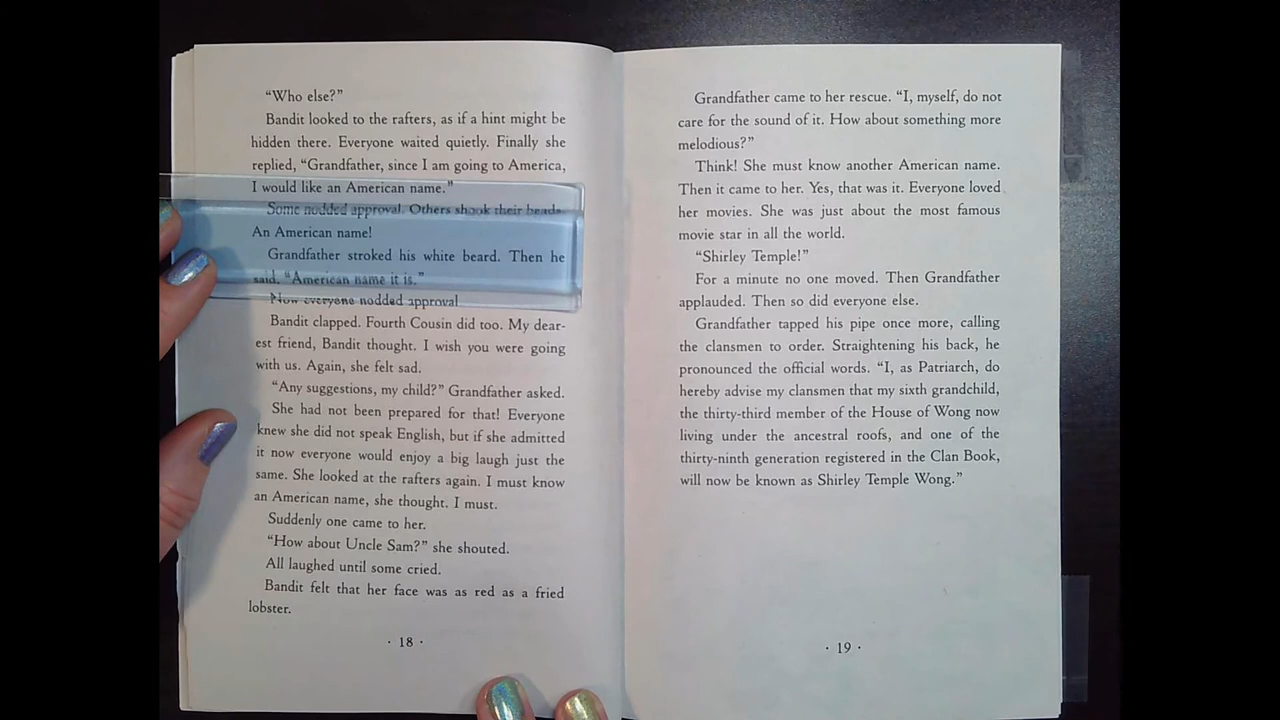 “Who else?”
Bandit looked to the rafters, as if a hint might be
hidden there. Everyone waited quietly. Finally she
replied, “Grandfather, since I am going to America,
I would like an American name.”
Some nodded approval. Others shook their heads.
An American name!
Grandfather stroked his white beard. Then he
said, “American name it is.”
Now everyone nodded approval
Bandit clapped. Fourth Cousin did too. My dear-
est friend, Bandit thought. I wish you were going
with us. Again, she felt sad.
“Any suggestions, my child?” Grandfather asked.
She had not been prepared for that! Everyone
knew she did not speak English, but if she admitted
it now everyone would enjoy a big laugh just the
same. She looked at the rafters again. I must know
an American name, she thought. I must.
Suddenly one came to her.
“How about Uncle Sam?” she shouted.
All laughed until some cried.
Bandit felt that her face was as red as a fried
lobster.
· 18 ·
Grandfather came to her rescue. “I, myself, do not
care for the sound of it. How about something more
melodious?”
Think! She must know another American name.
Then it came to her. Yes, that was it. Everyone loved
her movies. She was just about the most famous
movie star in all the world.
“Shirley Temple!”
For a minute no one moved. Then Grandfather
applauded. Then so did everyone else.
Grandfather tapped his pipe once more, calling
the clansmen to order. Straightening his back, he
pronounced the official words. “I, as Patriarch, do
hereby advise my clansmen that my sixth grandchild,
the thirty-third member of the House of Wong now
living under the ancestral roofs, and one of the
thirty-ninth generation registered in the Clan Book,
will now be known as Shirley Temple Wong.”
· 19 ·